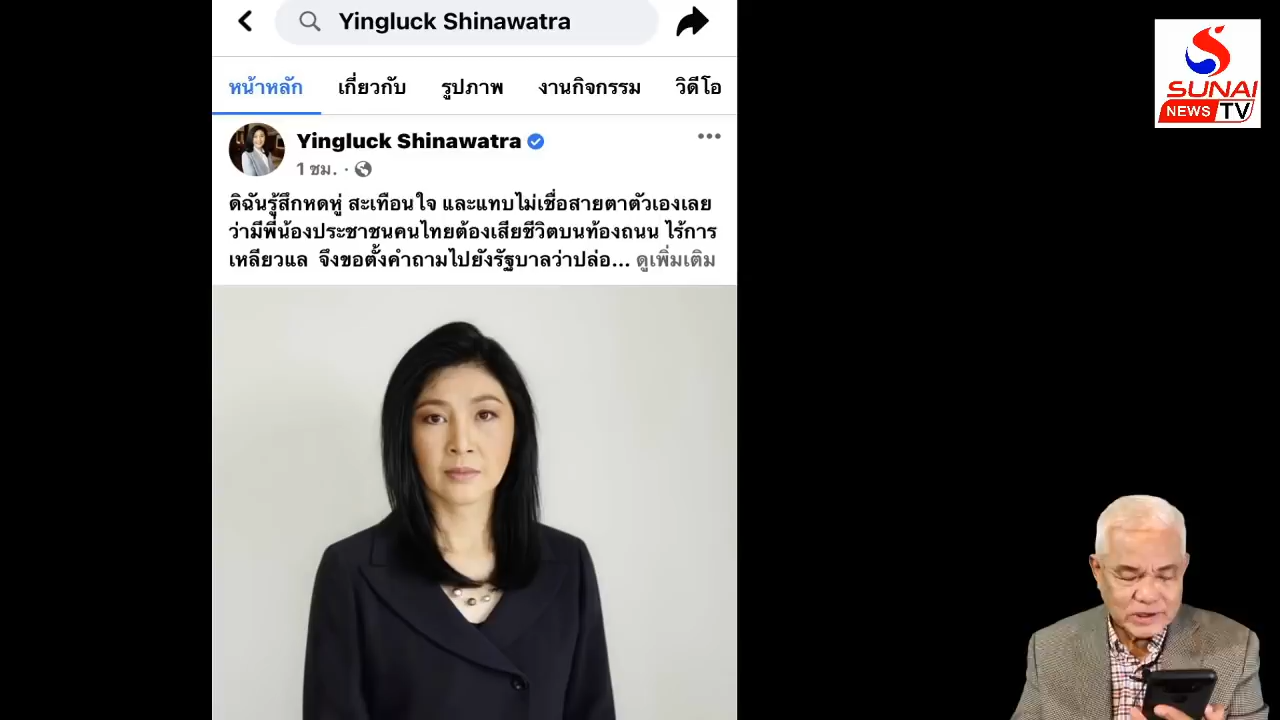 Yingluck Shinawatra
หน้าหลัก เกี่ยวกับ รูปภาพ งานกิจกรรม วิดีโอ
Yingluck Shinawatra
1 ชม. ·
ดิฉันรู้สึกหดหู่ สะเทือนใจ และแทบไม่เชื่อสายตาตัวเองเลย
ว่ามีพี่น้องประชาชนคนไทยต้องเสียชีวิตบนท้องถนน ไร้การ
เหลียวแล จึงขอตั้งคำถามไปยังรัฐบาลว่าปล่อ... ดูเพิ่มเติม
SUNAI
NEWS TV